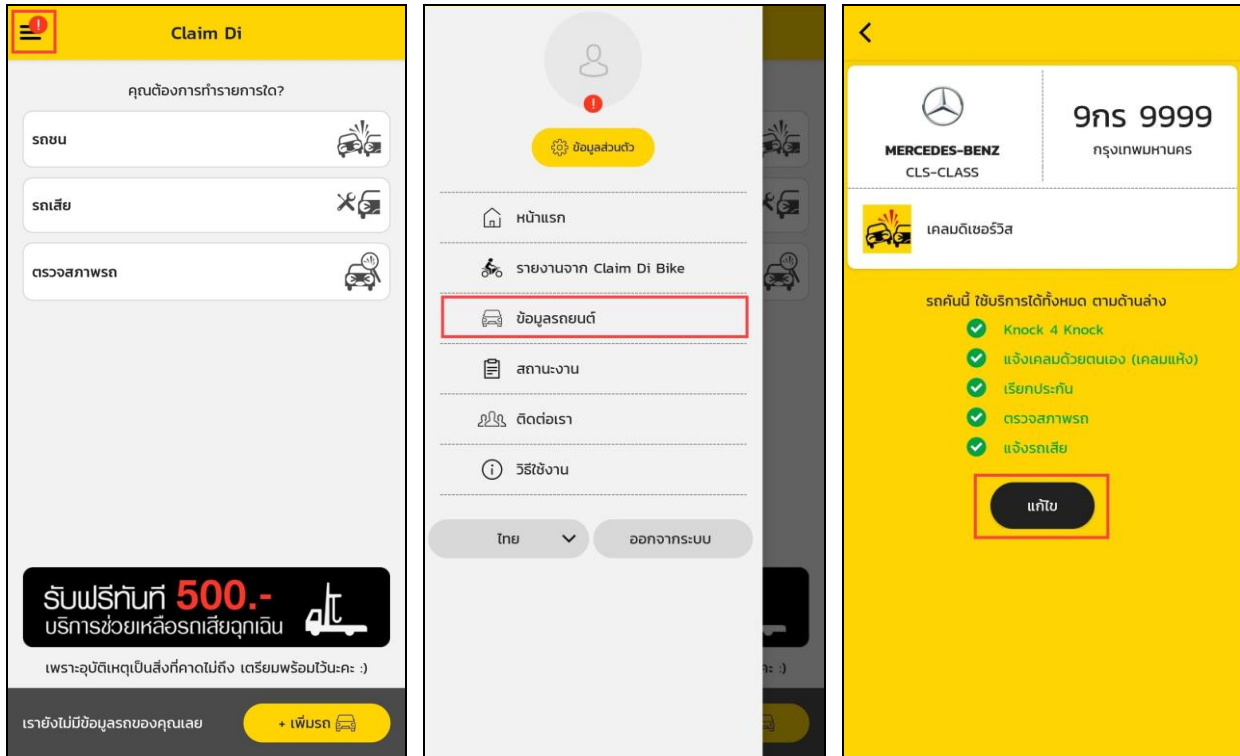 Claim Di
คุณต้องการทำรายการใด?
รถชน
รถเสีย
ตรวจสภาพรถ
รับฟรีทันที 500.-
บริการช่วยเหลือรถเสียฉุกเฉิน
เพราะอุบัติเหตุเป็นสิ่งที่คาดไม่ถึง เตรียมพร้อมไว้นะคะ :)
เรายังไม่มีข้อมูลรถของคุณเลย
+ เพิ่มรถ
ข้อมูลส่วนตัว
หน้าแรก
รายงานจาก Claim Di Bike
ข้อมูลรถยนต์
สถานะงาน
ติดต่อเรา
วิธีใช้งาน
ไทย
ออกจากระบบ
คะ :)
MERCEDES-BENZ
CLS-CLASS
9กร 9999
กรุงเทพมหานคร
เคลมดิเซอร์วิส
รถคันนี้ ใช้บริการได้ทั้งหมด ตามด้านล่าง
Knock 4 Knock
แจ้งเคลมด้วยตนเอง (เคลมแห้ง)
เรียกประกัน
ตรวจสภาพรถ
แจ้งรถเสีย
แก้ไข